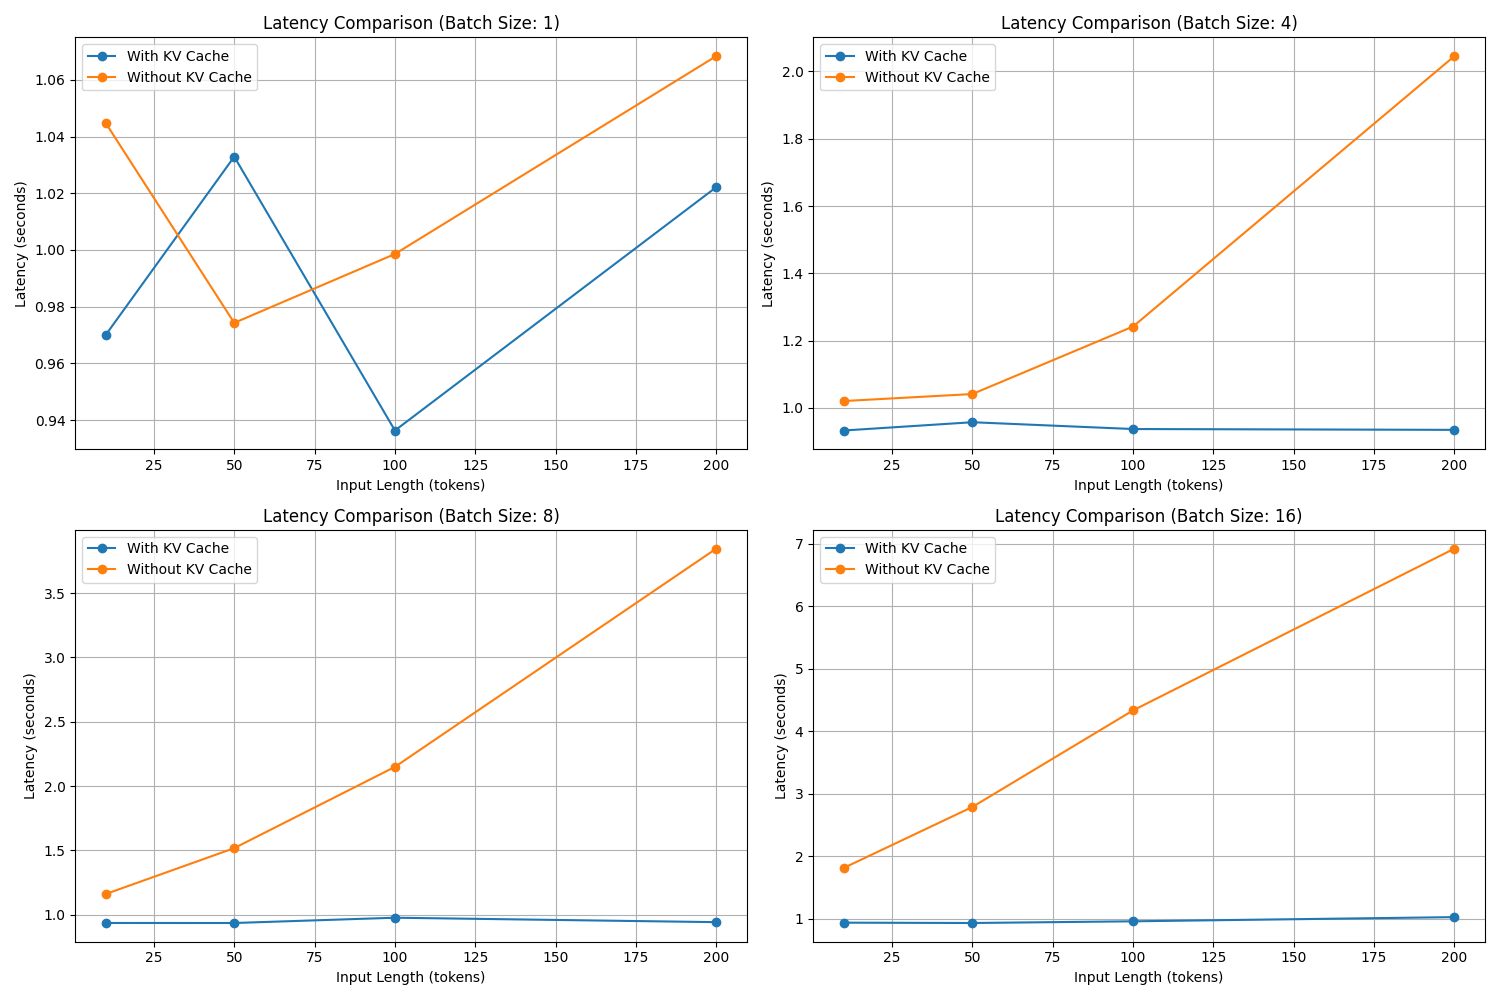 Latency Comparison (Batch Size: 1)
With KV Cache
Without KV Cache
Latency (seconds)
1.06
1.04
1.02
1.00
0.98
0.96
0.94
25 50 75 100 125 150 175 200
Input Length (tokens)
Latency Comparison (Batch Size: 4)
With KV Cache
Without KV Cache
Latency (seconds)
2.0
1.8
1.6
1.4
1.2
1.0
25 50 75 100 125 150 175 200
Input Length (tokens)
Latency Comparison (Batch Size: 8)
With KV Cache
Without KV Cache
Latency (seconds)
3.5
3.0
2.5
2.0
1.5
1.0
25 50 75 100 125 150 175 200
Input Length (tokens)
Latency Comparison (Batch Size: 16)
With KV Cache
Without KV Cache
Latency (seconds)
7
6
5
4
3
2
1
25 50 75 100 125 150 175 200
Input Length (tokens)